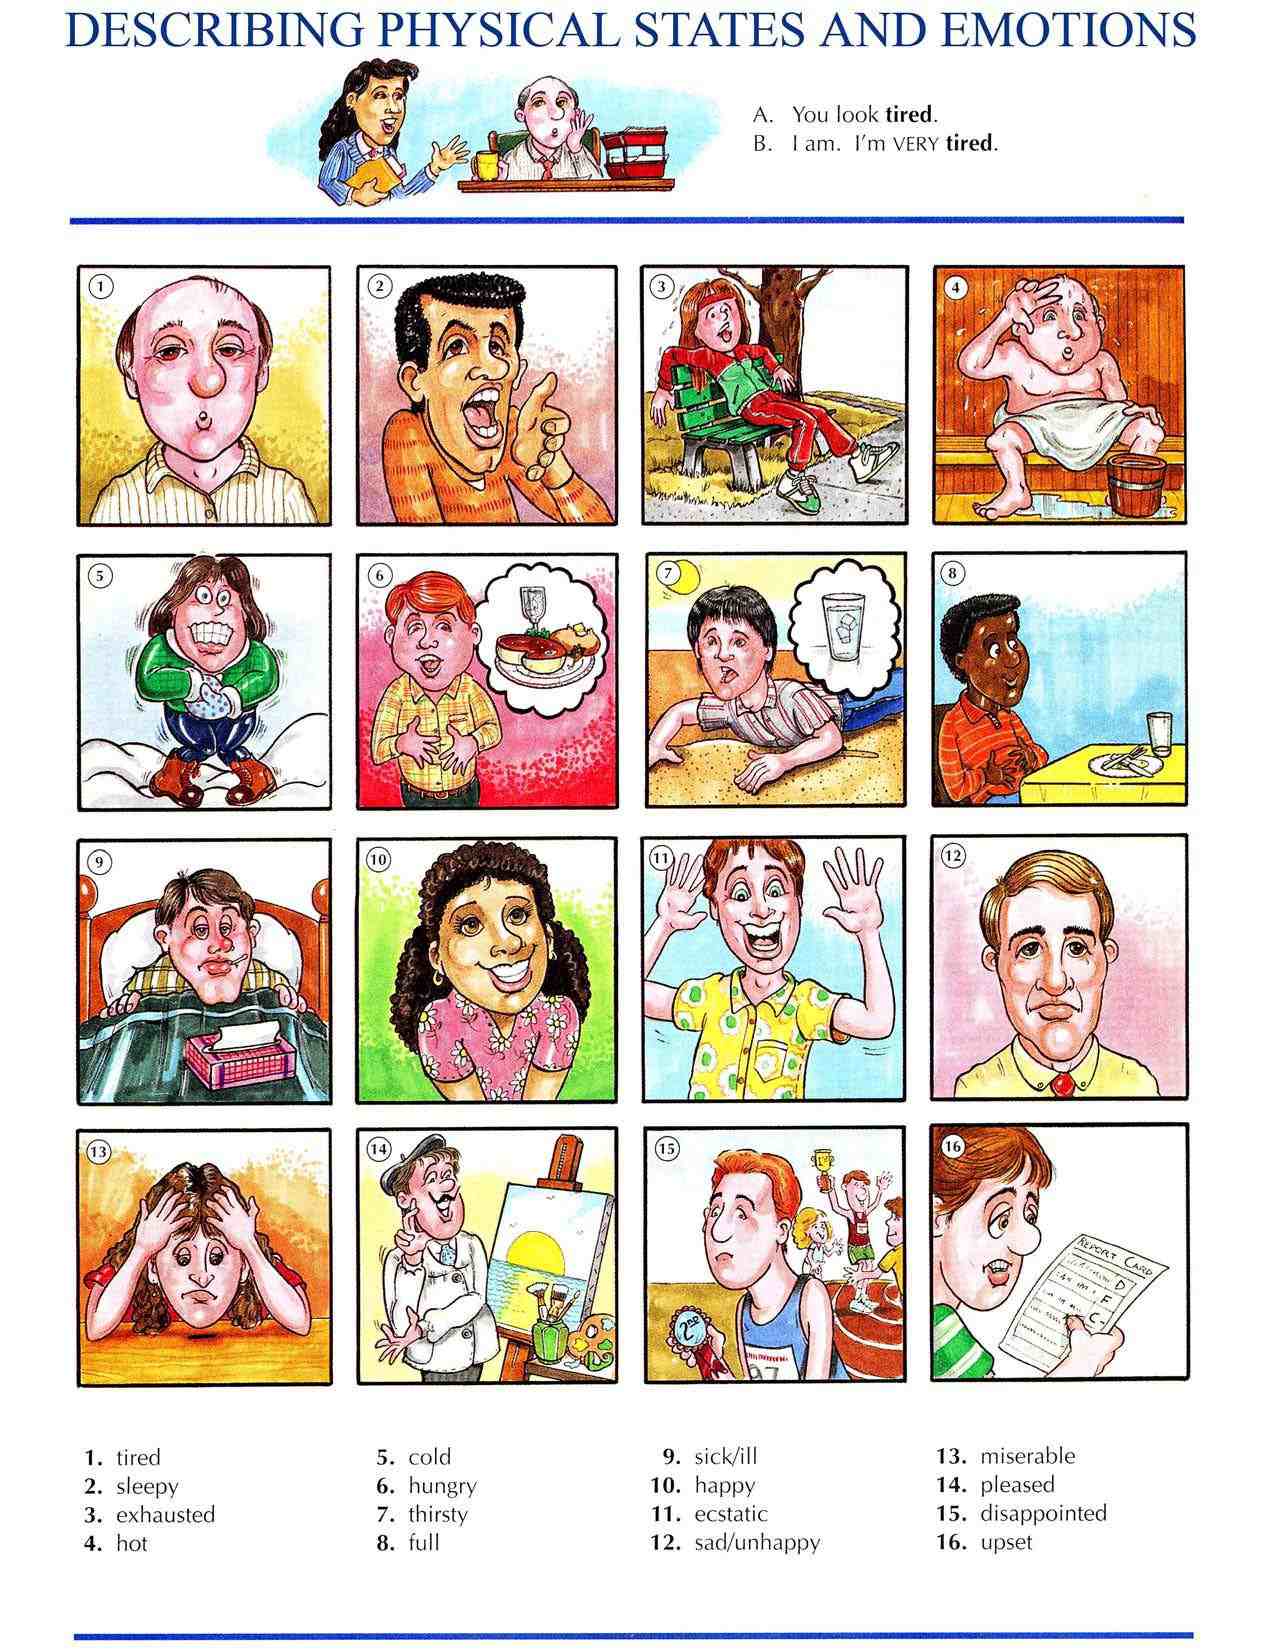 DESCRIBING PHYSICAL STATES AND EMOTIONS
A. You look tired.
B. I am. I'm VERY tired.
1
2
3
4
5
6
7
8
9
10
11
12
13
14
15
16
2ND
REPORT CARD
D
F
C-
1. tired
2. sleepy
3. exhausted
4. hot
5. cold
6. hungry
7. thirsty
8. full
9. sick/ill
10. happy
11. ecstatic
12. sad/unhappy
13. miserable
14. pleased
15. disappointed
16. upset